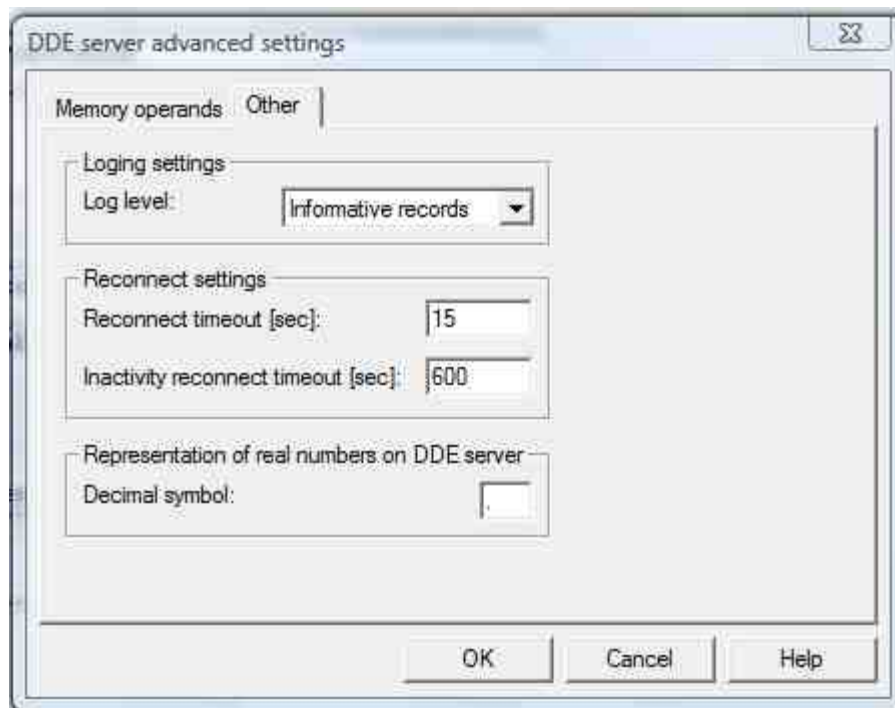 DDE server advanced settings
Memory operands Other
Loging settings
Log level: Informative records
Reconnect settings
Reconnect timeout [sec]: 15
Inactivity reconnect timeout [sec]: 600
Representation of real numbers on DDE server
Decimal symbol: .
OK Cancel Help